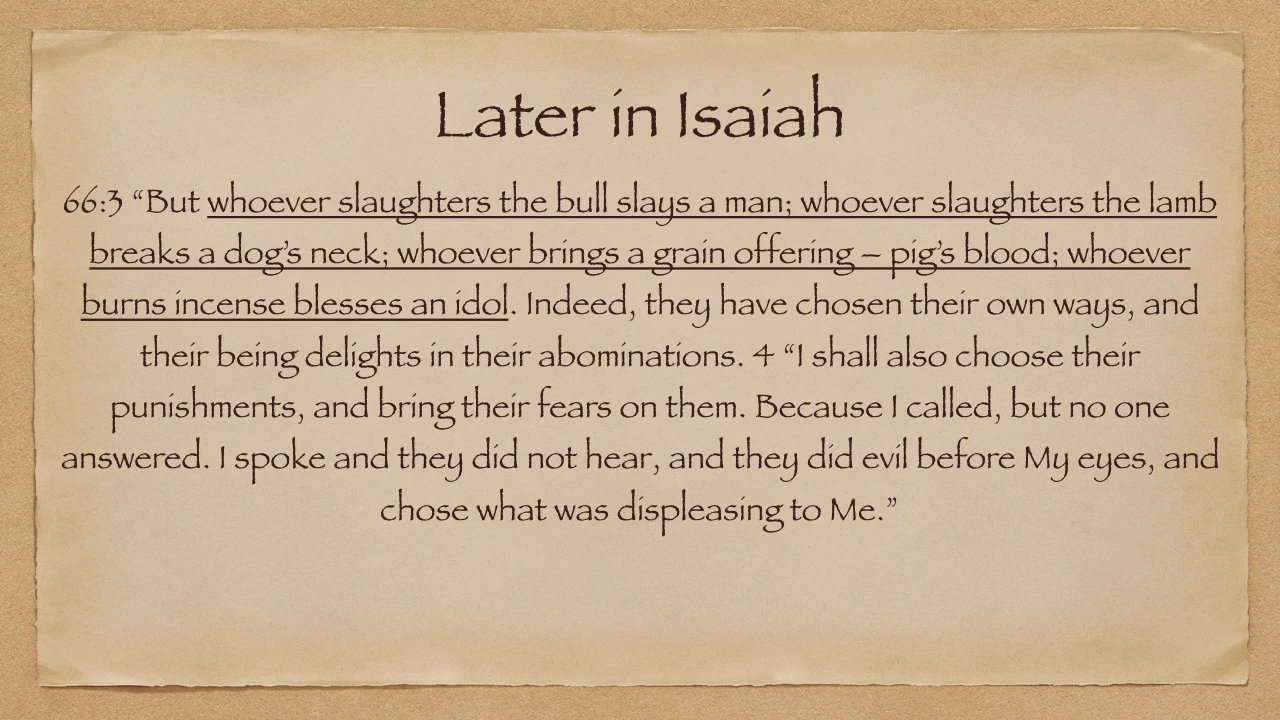 Later in Isaiah
66:3 “But whoever slaughters the bull slays a man; whoever slaughters the lamb
breaks a dog’s neck; whoever brings a grain offering – pig’s blood; whoever
burns incense blesses an idol. Indeed, they have chosen their own ways, and
their being delights in their abominations. 4 “I shall also choose their
punishments, and bring their fears on them. Because I called, but no one
answered. I spoke and they did not hear, and they did evil before My eyes, and
chose what was displeasing to Me.”